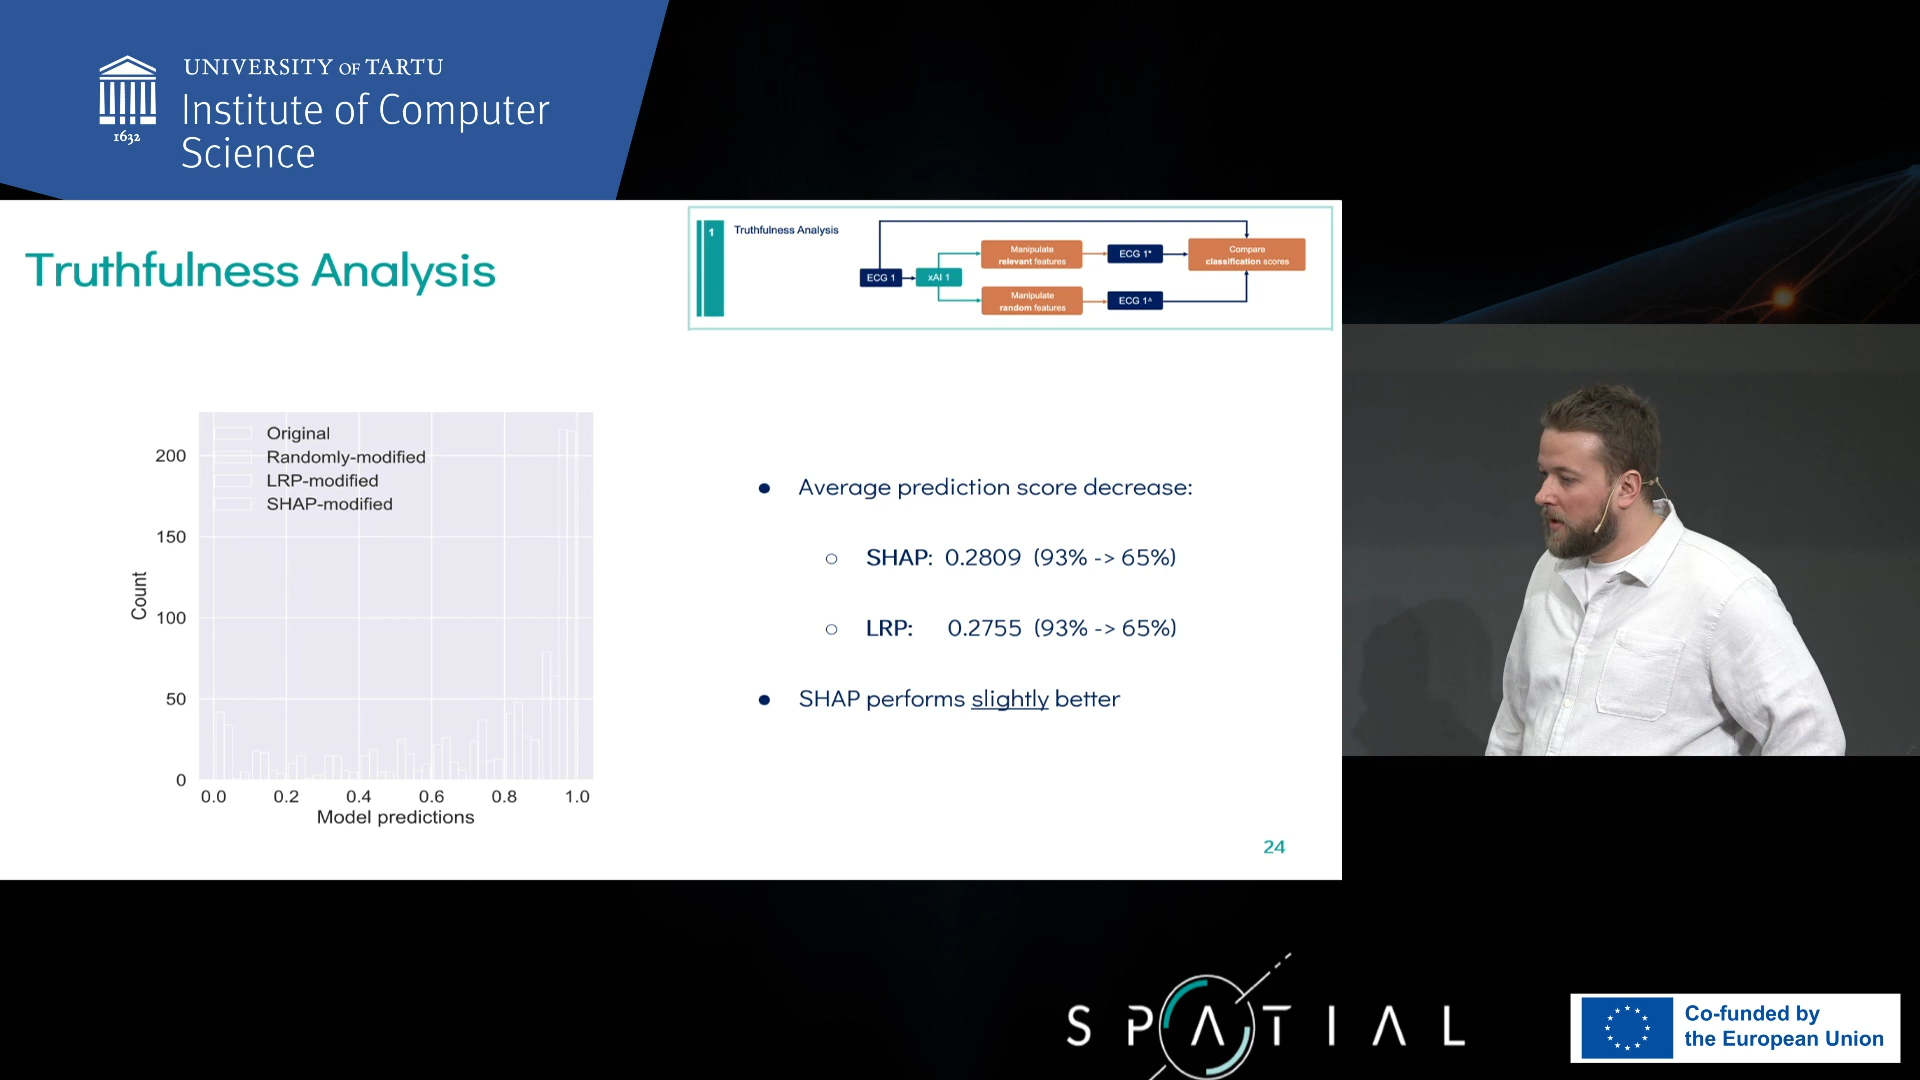 UNIVERSITY OF TARTU
Institute of Computer
Science
1632
Truthfulness Analysis
1
Truthfulness Analysis
ECG 1
xAI 1
Manipulate
relevant features
ECG 1*
Compare
classification scores
Manipulate
random features
ECG 1^
Original
Randomly-modified
LRP-modified
SHAP-modified
200
150
100
50
0
Count
0.0 0.2 0.4 0.6 0.8 1.0
Model predictions
● Average prediction score decrease:
○ SHAP: 0.2809 (93% -> 65%)
○ LRP: 0.2755 (93% -> 65%)
● SHAP performs slightly better
24
SPATIAL
Co-funded by
the European Union